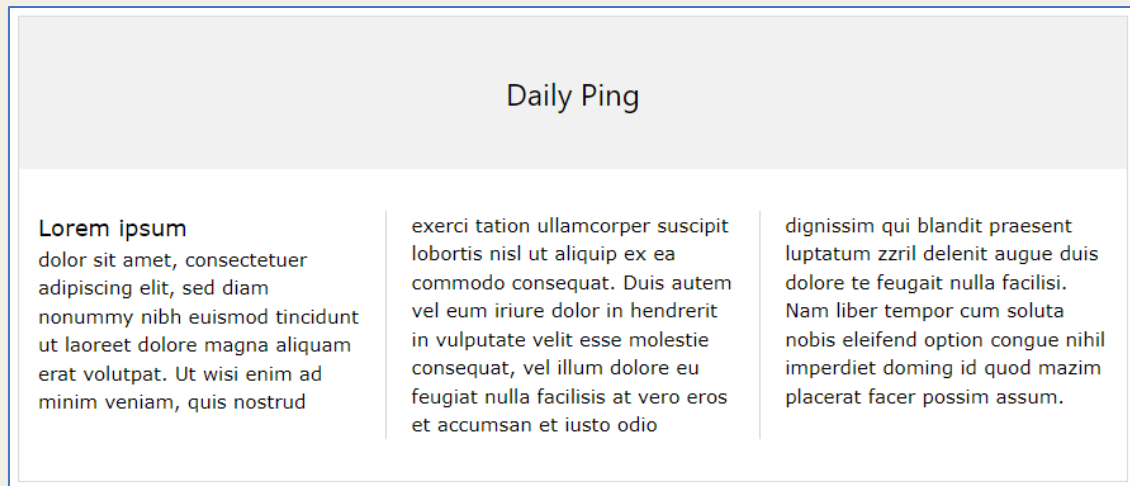 Daily Ping
Lorem ipsum
dolor sit amet, consectetuer
adipiscing elit, sed diam
nonummy nibh euismod tincidunt
ut laoreet dolore magna aliquam
erat volutpat. Ut wisi enim ad
minim veniam, quis nostrud
exerci tation ullamcorper suscipit
lobortis nisl ut aliquip ex ea
commodo consequat. Duis autem
vel eum iriure dolor in hendrerit
in vulputate velit esse molestie
consequat, vel illum dolore eu
feugiat nulla facilisis at vero eros
et accumsan et iusto odio
dignissim qui blandit praesent
luptatum zzril delenit augue duis
dolore te feugait nulla facilisi.
Nam liber tempor cum soluta
nobis eleifend option congue nihil
imperdiet doming id quod mazim
placerat facer possim assum.